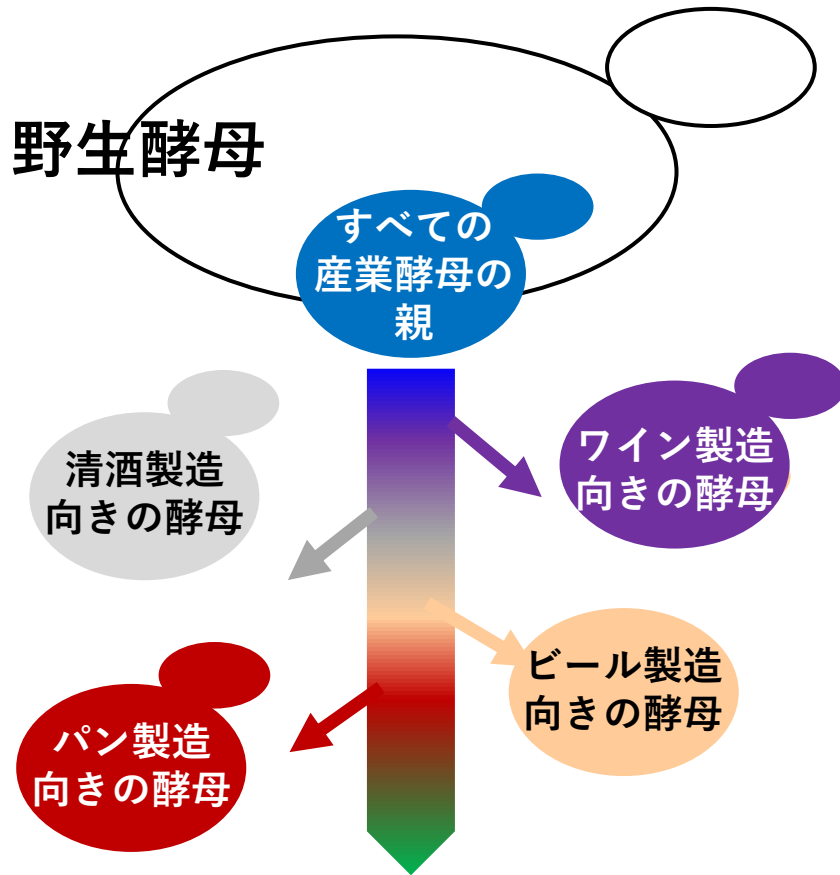 野生酵母
すべての
産業酵母の
親
ワイン製造
向きの酵母
清酒製造
向きの酵母
ビール製造
向きの酵母
パン製造
向きの酵母